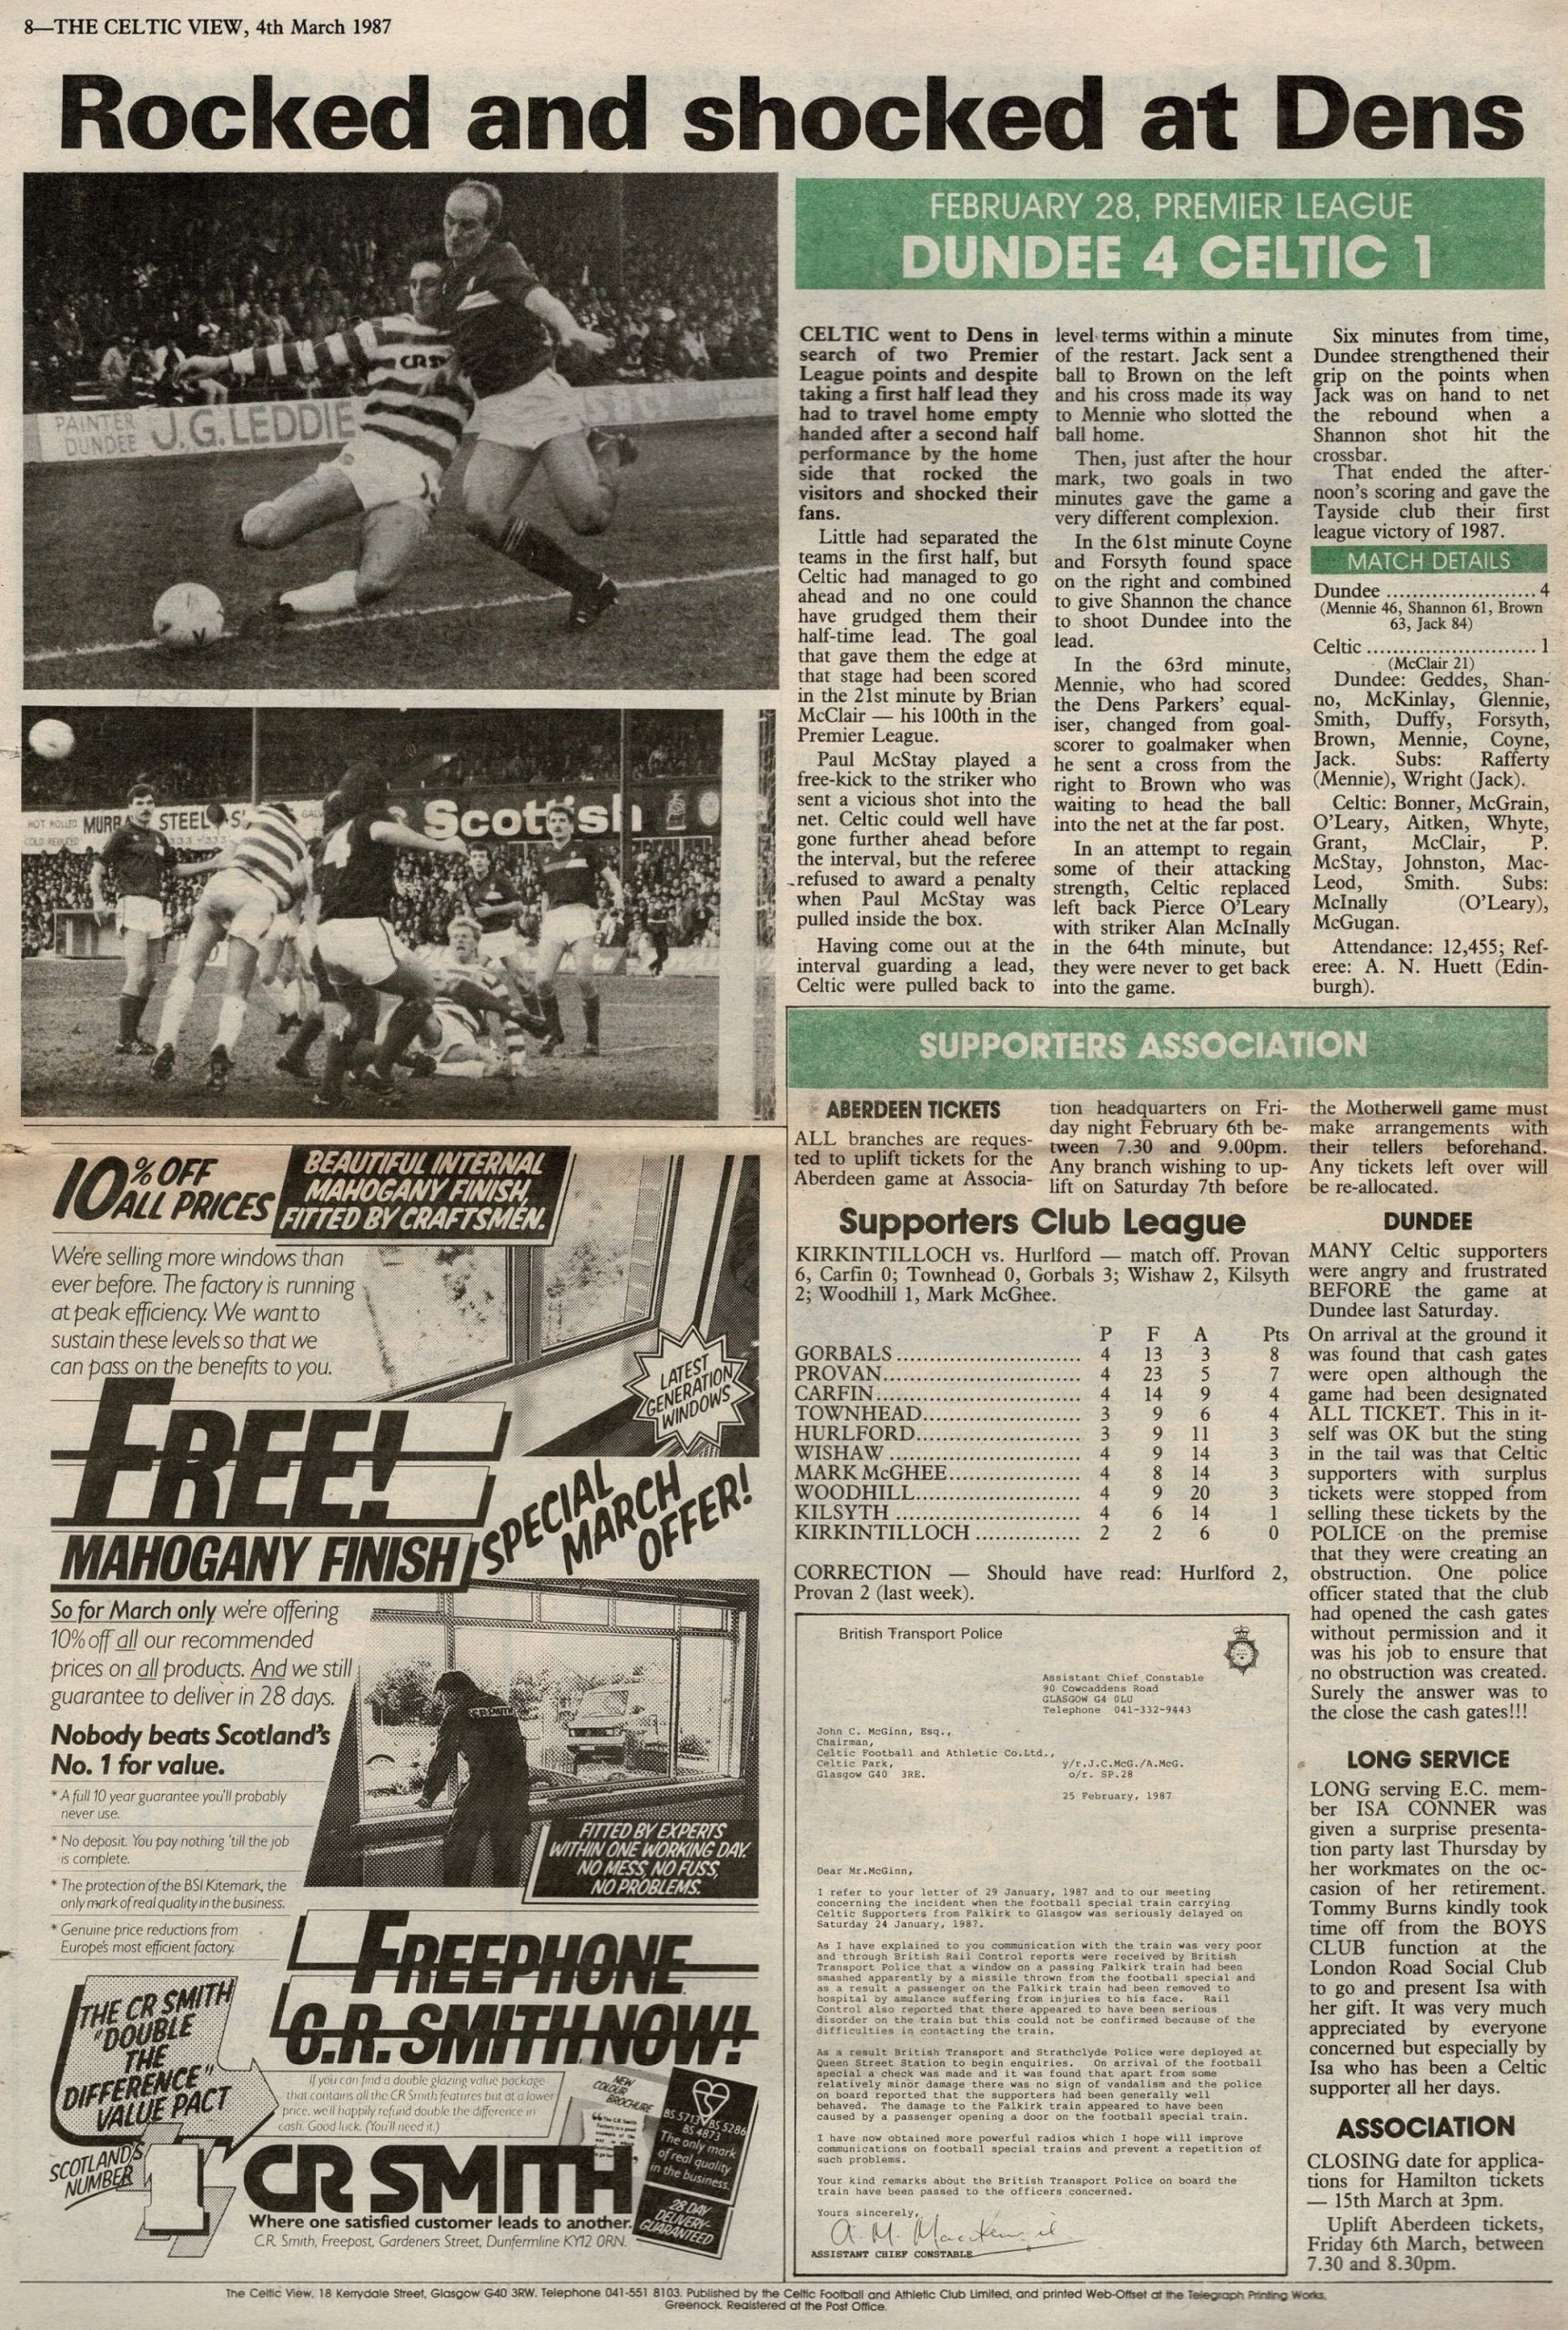 8—THE CELTIC VIEW, 4th March 1987
Rocked and shocked at Dens
PAINTER
DUNDEE
J.G. LEDDIE
CRS
HOT ROLLED
COLD REDUCED
MURRA
STEEL
Scottish
FEBRUARY 28, PREMIER LEAGUE
DUNDEE 4 CELTIC 1
CELTIC went to Dens in
search of two Premier
League points and despite
taking a first half lead they
had to travel home empty
handed after a second half
performance by the home
side that rocked the
visitors and shocked their
fans.
Little had separated the
teams in the first half, but
Celtic had managed to go
ahead and no one could
have grudged them their
half-time lead. The goal
that gave them the edge at
that stage had been scored
in the 21st minute by Brian
McClair — his 100th in the
Premier League.
Paul McStay played a
free-kick to the striker who
sent a vicious shot into the
net. Celtic could well have
gone further ahead before
the interval, but the referee
refused to award a penalty
when Paul McStay was
pulled inside the box.
Having come out at the
interval guarding a lead,
Celtic were pulled back to
level terms within a minute
of the restart. Jack sent a
ball to Brown on the left
and his cross made its way
to Mennie who slotted the
ball home.
Then, just after the hour
mark, two goals in two
minutes gave the game a
very different complexion.
In the 61st minute Coyne
and Forsyth found space
on the right and combined
to give Shannon the chance
to shoot Dundee into the
lead.
In the 63rd minute,
Mennie, who had scored
the Dens Parkers' equal-
iser, changed from goal-
scorer to goalmaker when
he sent a cross from the
right to Brown who was
waiting to head the ball
into the net at the far post.
In an attempt to regain
some of their attacking
strength, Celtic replaced
left back Pierce O'Leary
with striker Alan McInally
in the 64th minute, but
they were never to get back
into the game.
Six minutes from time,
Dundee strengthened their
grip on the points when
Jack was on hand to net
the rebound when a
Shannon shot hit the
crossbar.
That ended the after-
noon's scoring and gave the
Tayside club their first
league victory of 1987.
MATCH DETAILS
Dundee ....................... 4
(Mennie 46, Shannon 61, Brown
63, Jack 84)
Celtic .......................... 1
(McClair 21)
Dundee: Geddes, Shan-
no, McKinlay, Glennie,
Smith, Duffy, Forsyth,
Brown, Mennie, Coyne,
Jack. Subs: Rafferty
(Mennie), Wright (Jack).
Celtic: Bonner, McGrain,
O'Leary, Aitken, Whyte,
Grant, McClair, P.
McStay, Johnston, Mac-
Leod, Smith. Subs:
McInally (O'Leary),
McGugan.
Attendance: 12,455; Ref-
eree: A. N. Huett (Edin-
burgh).
SUPPORTERS ASSOCIATION
ABERDEEN TICKETS
ALL branches are reques-
ted to uplift tickets for the
Aberdeen game at Associa-
tion headquarters on Fri-
day night February 6th be-
tween 7.30 and 9.00pm.
Any branch wishing to up-
lift on Saturday 7th before
the Motherwell game must
make arrangements with
their tellers beforehand.
Any tickets left over will
be re-allocated.
Supporters Club League
KIRKINTILLOCH vs. Hurlford — match off. Provan
6, Carfin 0; Townhead 0, Gorbals 3; Wishaw 2, Kilsyth
2; Woodhill 1, Mark McGhee.
P F A Pts
GORBALS ............................ 4 13 3 8
PROVAN.............................. 4 23 5 7
CARFIN............................... 4 14 9 4
TOWNHEAD........................ 3 9 6 4
HURLFORD......................... 3 9 11 3
WISHAW ............................. 4 9 14 3
MARK McGHEE.................... 4 8 14 3
WOODHILL......................... 4 9 20 3
KILSYTH ............................ 4 6 14 1
KIRKINTILLOCH ................ 2 2 6 0
CORRECTION — Should have read: Hurlford 2,
Provan 2 (last week).
British Transport Police
Assistant Chief Constable
90 Cowcaddens Road
GLASGOW G4 0LU
Telephone 041-332-9443
John C. McGinn, Esq.,
Chairman,
Celtic Football and Athletic Co.Ltd.,
Celtic Park,
Glasgow G40 3RE.
y/r.J.C.McG./A.McG.
o/r. SP.28
25 February, 1987
Dear Mr.McGinn,
I refer to your letter of 29 January, 1987 and to our meeting
concerning the incident when the football special train carrying
Celtic Supporters from Falkirk to Glasgow was seriously delayed on
Saturday 24 January, 1987.
As I have explained to you communication with the train was very poor
and through British Rail Control reports were received by British
Transport Police that a window on a passing Falkirk train had been
smashed apparently by a missile thrown from the football special and
as a result a passenger on the Falkirk train had been removed to
hospital by amulance suffering from injuries to his face. Rail
Control also reported that there appeared to have been serious
disorder on the train but this could not be confirmed because of the
difficulties in contacting the train.
As a result British Transport and Strathclyde Police were deployed at
Queen Street Station to begin enquiries. On arrival of the football
special a check was made and it was found that apart from some
relatively minor damage there was no sign of vandalism and the police
on board reported that the supporters had been generally well
behaved. The damage to the Falkirk train appeared to have been
caused by a passenger opening a door on the football special train.
I have now obtained more powerful radios which I hope will improve
communications on football special trains and prevent a repetition of
such problems.
Your kind remarks about the British Transport Police on board the
train have been passed to the officers concerned.
Yours sincerely,
A. M. Mackenzie
ASSISTANT CHIEF CONSTABLE
DUNDEE
MANY Celtic supporters
were angry and frustrated
BEFORE the game at
Dundee last Saturday.
On arrival at the ground it
was found that cash gates
were open although the
game had been designated
ALL TICKET. This in it-
self was OK but the sting
in the tail was that Celtic
supporters with surplus
tickets were stopped from
selling these tickets by the
POLICE on the premise
that they were creating an
obstruction. One police
officer stated that the club
had opened the cash gates
without permission and it
was his job to ensure that
no obstruction was created.
Surely the answer was to
the close the cash gates!!!
LONG SERVICE
LONG serving E.C. mem-
ber ISA CONNER was
given a surprise presenta-
tion party last Thursday by
her workmates on the oc-
casion of her retirement.
Tommy Burns kindly took
time off from the BOYS
CLUB function at the
London Road Social Club
to go and present Isa with
her gift. It was very much
appreciated by everyone
concerned but especially by
Isa who has been a Celtic
supporter all her days.
ASSOCIATION
CLOSING date for applica-
tions for Hamilton tickets
— 15th March at 3pm.
Uplift Aberdeen tickets,
Friday 6th March, between
7.30 and 8.30pm.
10% OFF
ALL PRICES
BEAUTIFUL INTERNAL
MAHOGANY FINISH,
FITTED BY CRAFTSMEN.
We're selling more windows than
ever before. The factory is running
at peak efficiency. We want to
sustain these levels so that we
can pass on the benefits to you.
LATEST
GENERATION
WINDOWS
FREE!
MAHOGANY FINISH
SPECIAL
MARCH
OFFER!
So for March only we're offering
10% off all our recommended
prices on all products. And we still
guarantee to deliver in 28 days.
Nobody beats Scotland's
No. 1 for value.
* A full 10 year guarantee you'll probably
never use.
* No deposit. You pay nothing 'till the job
is complete.
* The protection of the BSI Kitemark, the
only mark of real quality in the business.
* Genuine price reductions from
Europe's most efficient factory.
CR SMITH
FITTED BY EXPERTS
WITHIN ONE WORKING DAY.
NO MESS, NO FUSS,
NO PROBLEMS.
FREEPHONE
C.R. SMITH NOW!
THE CR SMITH
"DOUBLE
THE
DIFFERENCE"
VALUE PACT
If you can find a double glazing value package
that contains all the CR Smith features but at a lower
price, we'll happily refund double the difference in
cash. Good luck. (You'll need it.)
NEW
COLOUR
BROCHURE
BS 5713 BS 5286
BS 4873
The only mark
of real quality
in the business.
28 DAY
DELIVERY-
GUARANTEED
SCOTLAND'S
NUMBER
1
CR SMITH
Where one satisfied customer leads to another.
C.R. Smith, Freepost, Gardeners Street, Dunfermline KY12 0RN.
The Celtic View, 18 Kerrydale Street, Glasgow G40 3RW. Telephone 041-551 8103. Published by the Celtic Football and Athletic Club Limited, and printed Web-Offset at the Telegraph Printing Works,
Greenock. Registered at the Post Office.